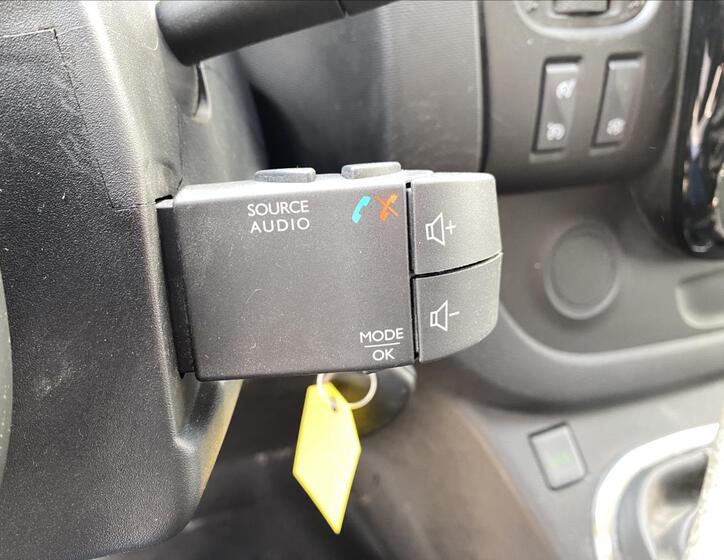 SOURCE
AUDIO
+
-
MODE
OK